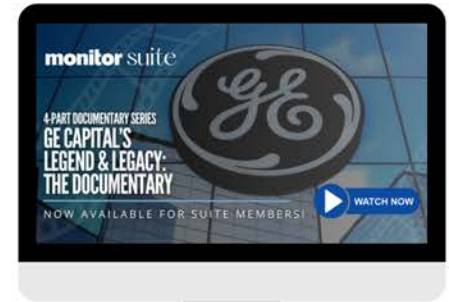 monitor suite
4-PART DOCUMENTARY SERIES
GE CAPITAL'S
LEGEND & LEGACY:
THE DOCUMENTARY
NOW AVAILABLE FOR SUITE MEMBERS!
WATCH NOW
GE